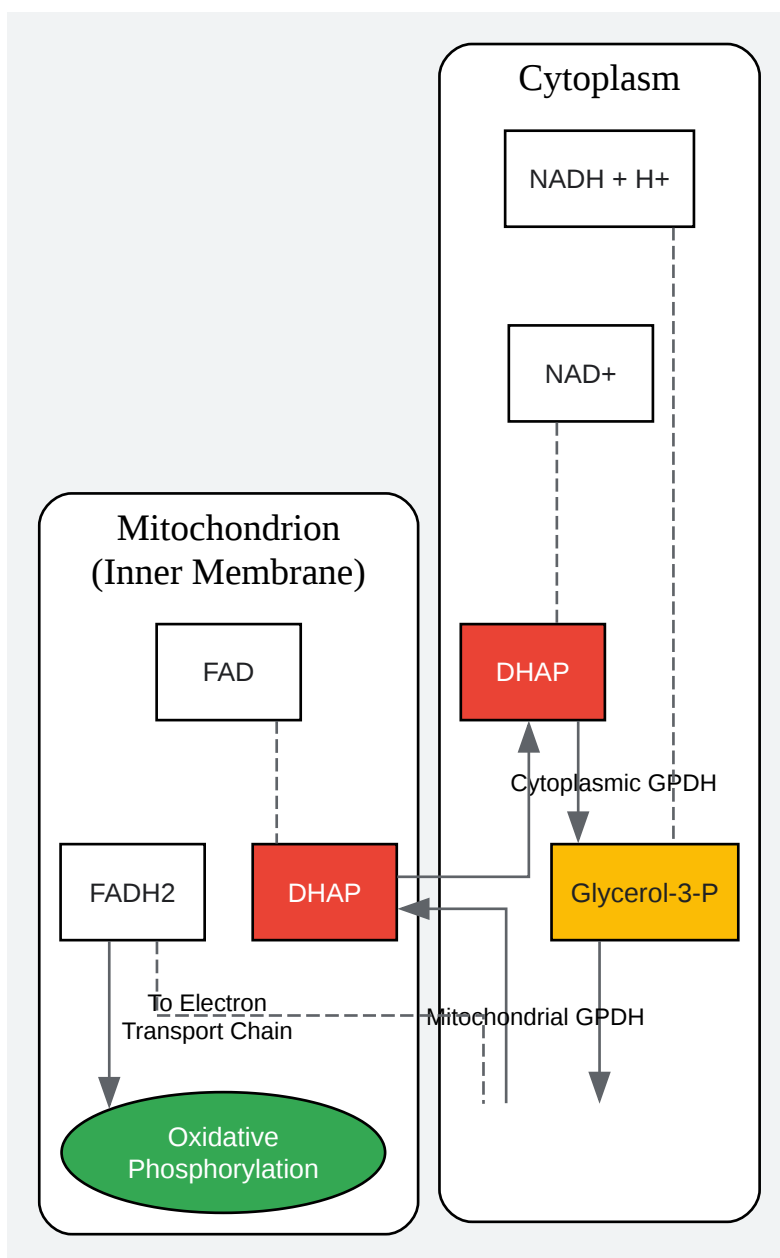 Cytoplasm
NADH + H+
NAD+
Mitochondrion
(Inner Membrane)
FAD
DHAP
Cytoplasmic GPDH
FADH2
DHAP
Glycerol-3-P
To Electron
Transport Chain
Mitochondrial GPDH
Oxidative
Phosphorylation